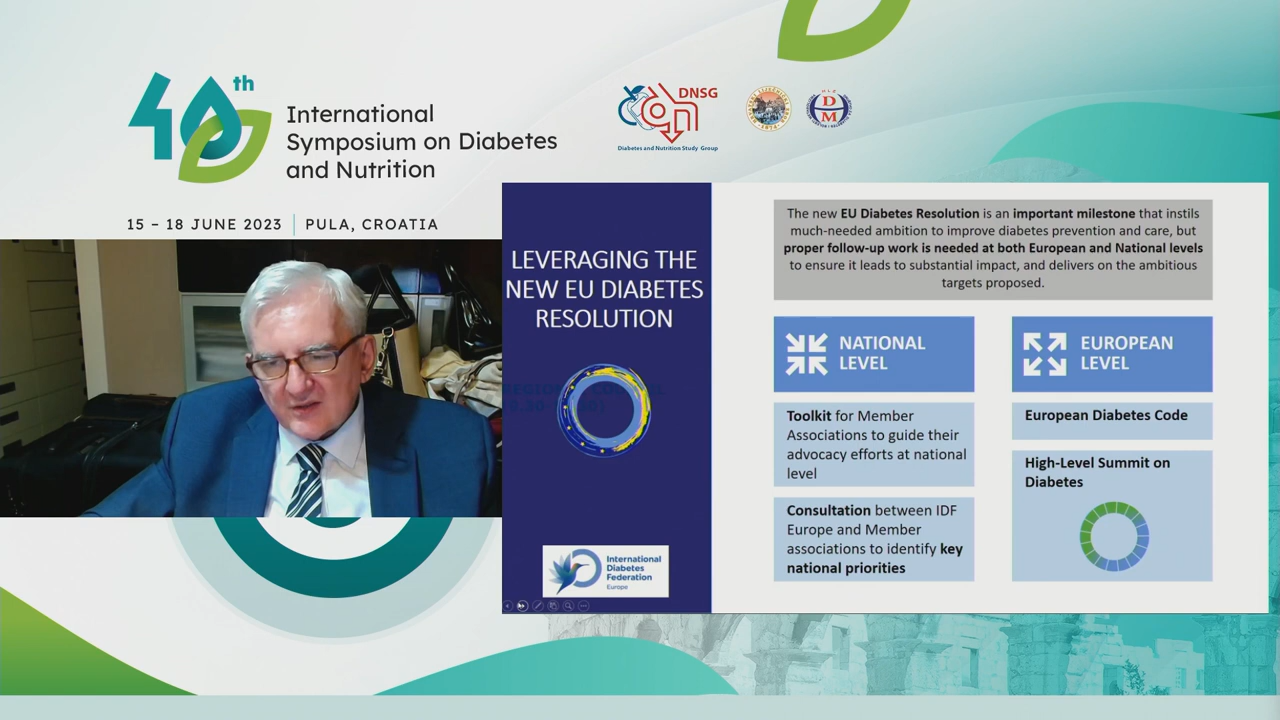 40th
International
Symposium on Diabetes
and Nutrition
15 – 18 JUNE 2023 | PULA, CROATIA
DNSG
Diabetes and Nutrition Study Group
LEVERAGING THE
NEW EU DIABETES
RESOLUTION
International
Diabetes
Federation
Europe
The new EU Diabetes Resolution is an important milestone that instils
much-needed ambition to improve diabetes prevention and care, but
proper follow-up work is needed at both European and National levels
to ensure it leads to substantial impact, and delivers on the ambitious
targets proposed.
NATIONAL
LEVEL
Toolkit for Member
Associations to guide their
advocacy efforts at national
level
Consultation between IDF
Europe and Member
associations to identify key
national priorities
EUROPEAN
LEVEL
European Diabetes Code
High-Level Summit on
Diabetes